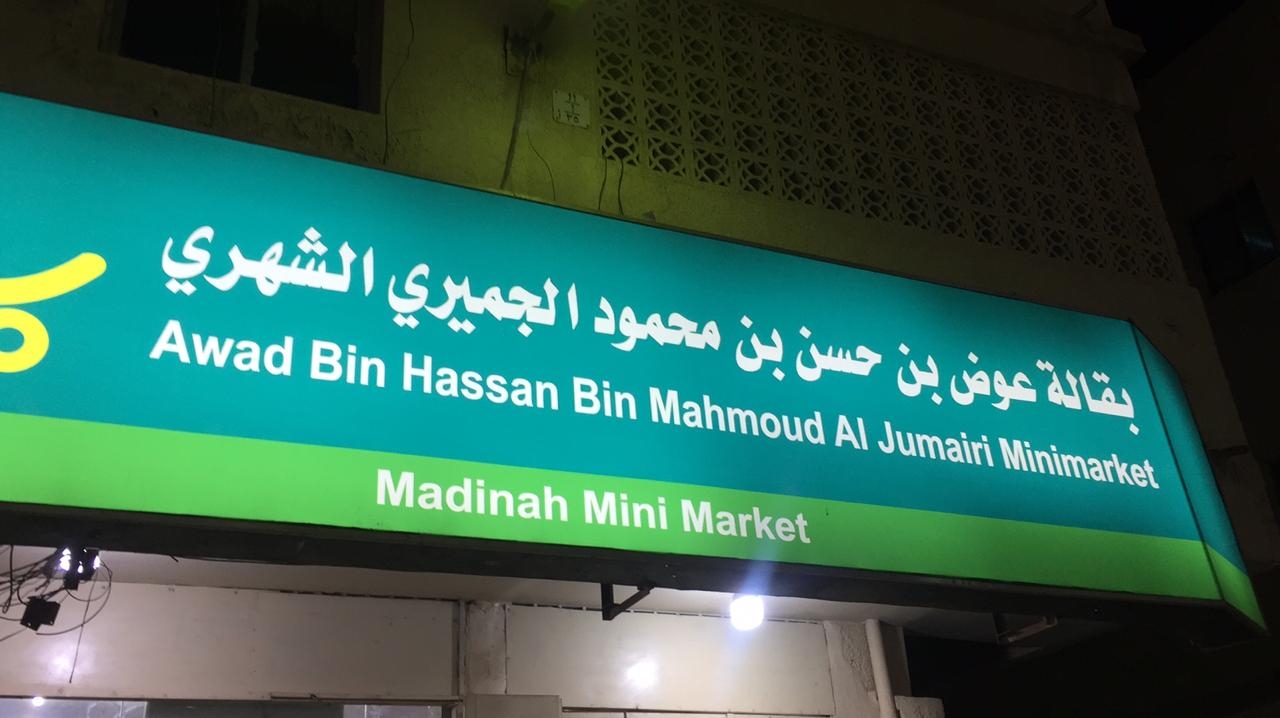 بقالة عوض بن حسن بن محمود الجميري الشهري
Awad Bin Hassan Bin Mahmoud Al Jumairi Minimarket
Madinah Mini Market